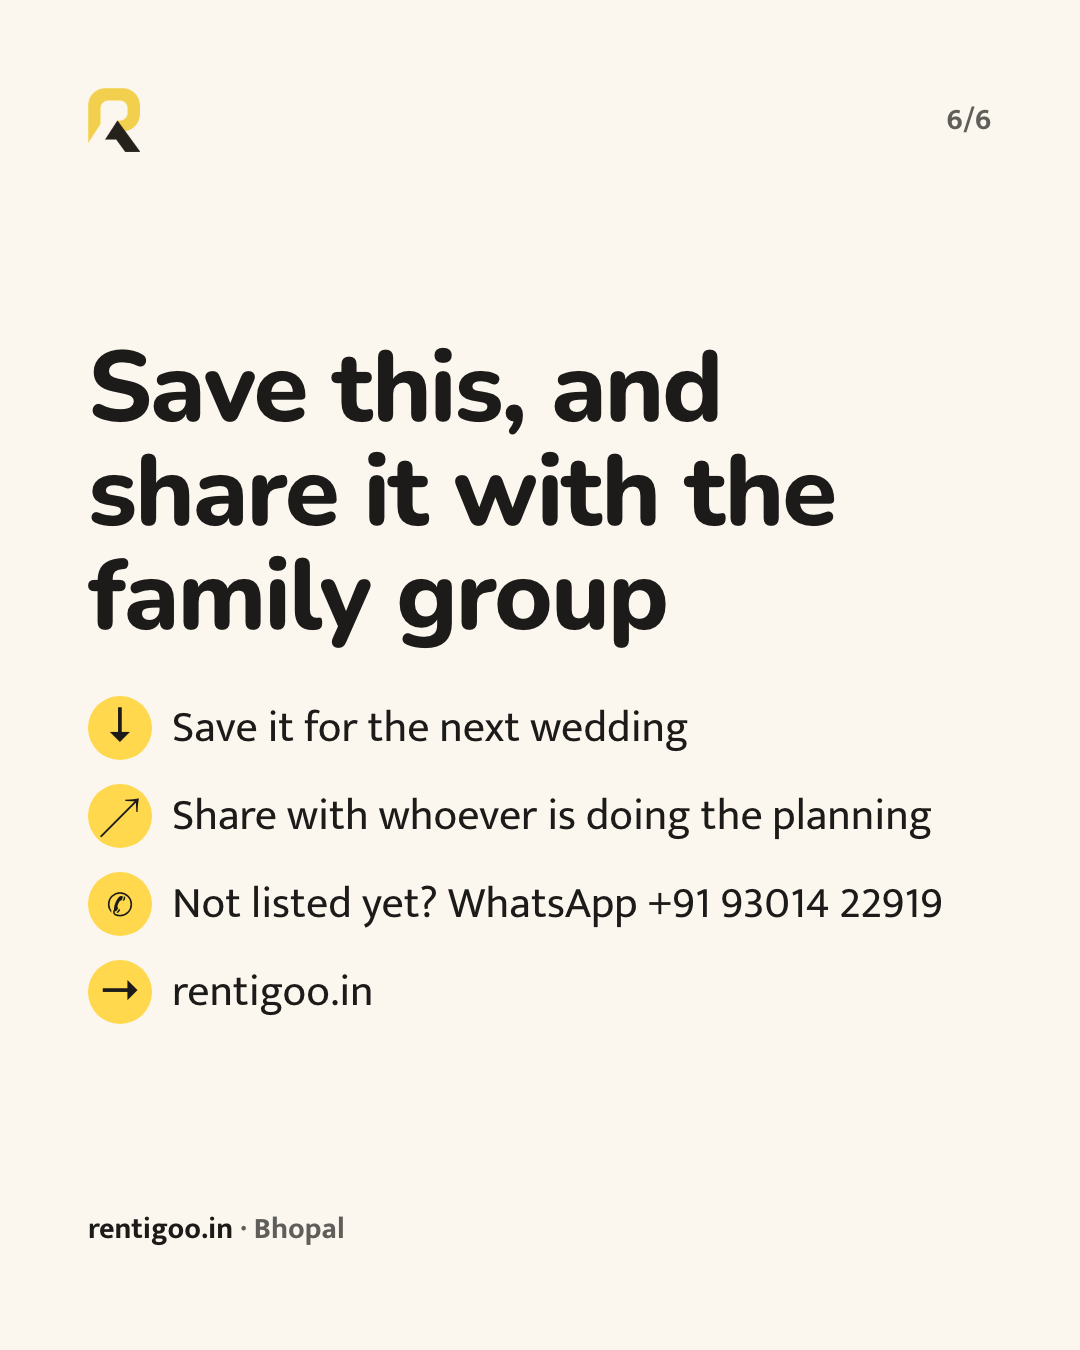 6/6
Save this, and
share it with the
family group
↓ Save it for the next wedding
↗ Share with whoever is doing the planning
✆ Not listed yet? WhatsApp +91 93014 22919
→ rentigoo.in
rentigoo.in · Bhopal